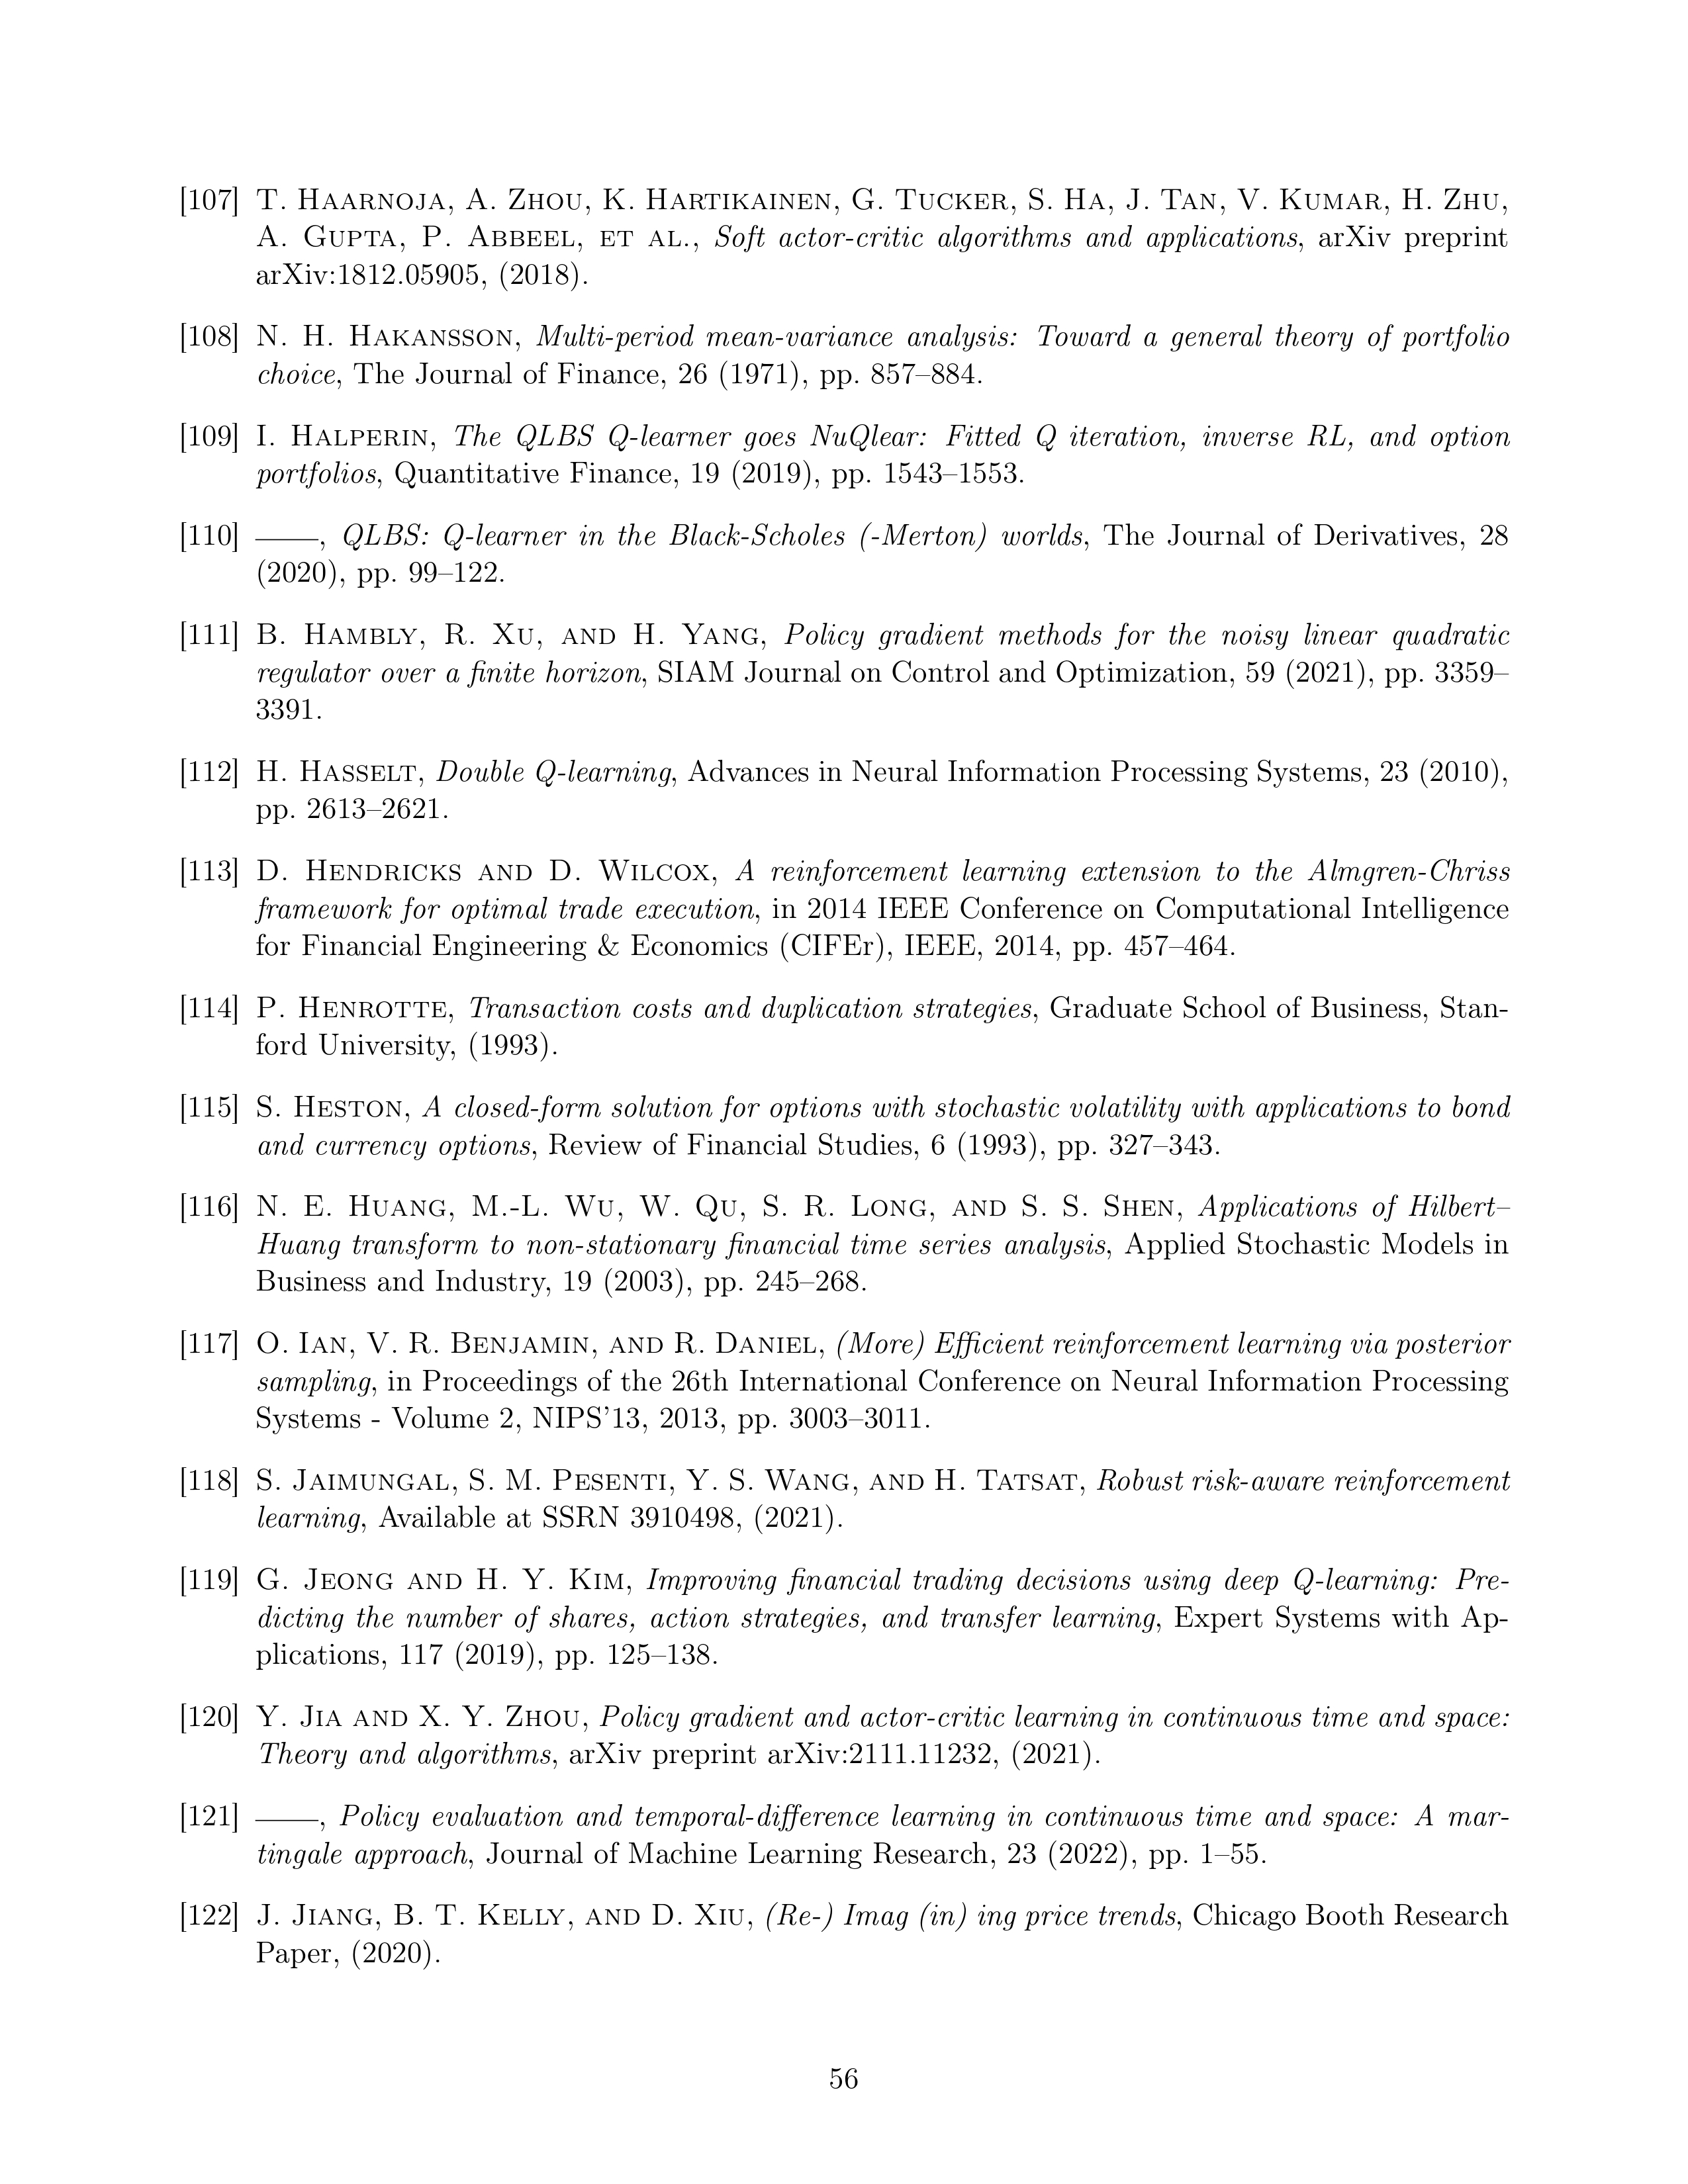 [107] T. Haarnoja, A. Zhou, K. Hartikainen, G. Tucker, S. Ha, J. Tan, V. Kumar, H. Zhu,
A. Gupta, P. Abbeel, et al., Soft actor-critic algorithms and applications, arXiv preprint
arXiv:1812.05905, (2018).
[108] N. H. Hakansson, Multi-period mean-variance analysis: Toward a general theory of portfolio
choice, The Journal of Finance, 26 (1971), pp. 857–884.
[109] I. Halperin, The QLBS Q-learner goes NuQlear: Fitted Q iteration, inverse RL, and option
portfolios, Quantitative Finance, 19 (2019), pp. 1543–1553.
[110] ——, QLBS: Q-learner in the Black-Scholes (-Merton) worlds, The Journal of Derivatives, 28
(2020), pp. 99–122.
[111] B. Hambly, R. Xu, and H. Yang, Policy gradient methods for the noisy linear quadratic
regulator over a finite horizon, SIAM Journal on Control and Optimization, 59 (2021), pp. 3359–
3391.
[112] H. Hasselt, Double Q-learning, Advances in Neural Information Processing Systems, 23 (2010),
pp. 2613–2621.
[113] D. Hendricks and D. Wilcox, A reinforcement learning extension to the Almgren-Chriss
framework for optimal trade execution, in 2014 IEEE Conference on Computational Intelligence
for Financial Engineering & Economics (CIFEr), IEEE, 2014, pp. 457–464.
[114] P. Henrotte, Transaction costs and duplication strategies, Graduate School of Business, Stan-
ford University, (1993).
[115] S. Heston, A closed-form solution for options with stochastic volatility with applications to bond
and currency options, Review of Financial Studies, 6 (1993), pp. 327–343.
[116] N. E. Huang, M.-L. Wu, W. Qu, S. R. Long, and S. S. Shen, Applications of Hilbert–
Huang transform to non-stationary financial time series analysis, Applied Stochastic Models in
Business and Industry, 19 (2003), pp. 245–268.
[117] O. Ian, V. R. Benjamin, and R. Daniel, (More) Efficient reinforcement learning via posterior
sampling, in Proceedings of the 26th International Conference on Neural Information Processing
Systems - Volume 2, NIPS'13, 2013, pp. 3003–3011.
[118] S. Jaimungal, S. M. Pesenti, Y. S. Wang, and H. Tatsat, Robust risk-aware reinforcement
learning, Available at SSRN 3910498, (2021).
[119] G. Jeong and H. Y. Kim, Improving financial trading decisions using deep Q-learning: Pre-
dicting the number of shares, action strategies, and transfer learning, Expert Systems with Ap-
plications, 117 (2019), pp. 125–138.
[120] Y. Jia and X. Y. Zhou, Policy gradient and actor-critic learning in continuous time and space:
Theory and algorithms, arXiv preprint arXiv:2111.11232, (2021).
[121] ——, Policy evaluation and temporal-difference learning in continuous time and space: A mar-
tingale approach, Journal of Machine Learning Research, 23 (2022), pp. 1–55.
[122] J. Jiang, B. T. Kelly, and D. Xiu, (Re-) Imag (in) ing price trends, Chicago Booth Research
Paper, (2020).
56